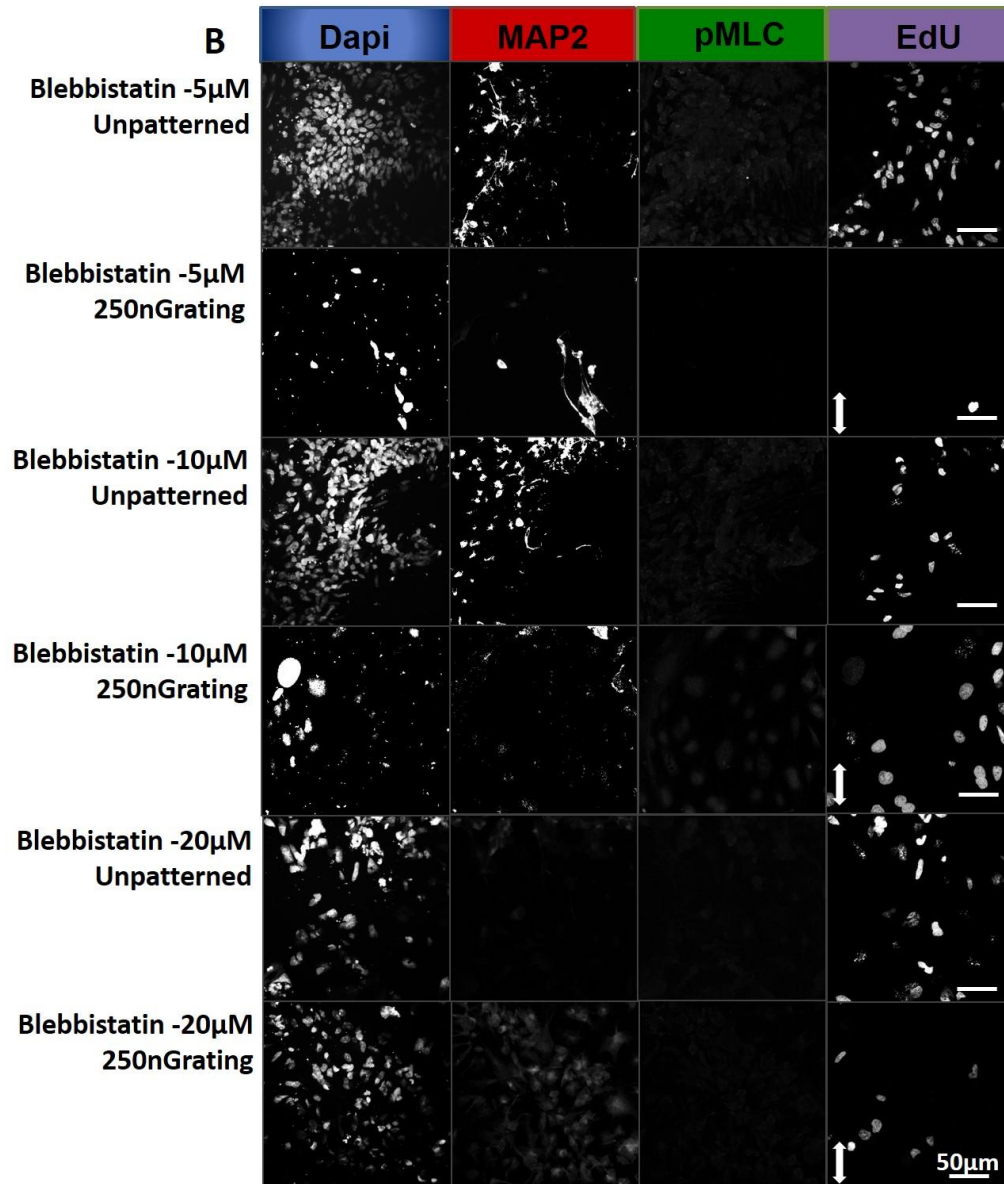 B
Dapi MAP2 pMLC EdU
Blebbistatin -5µM
Unpatterned
Blebbistatin -5µM
250nGrating
Blebbistatin -10µM
Unpatterned
Blebbistatin -10µM
250nGrating
Blebbistatin -20µM
Unpatterned
Blebbistatin -20µM
250nGrating
50µm